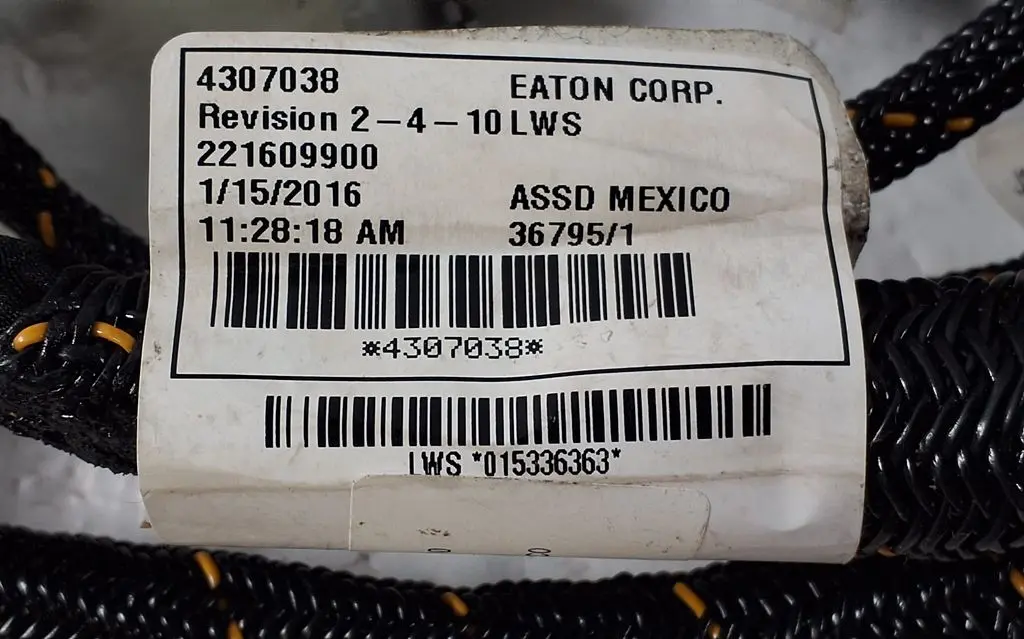 4307038 EATON CORP.
Revision 2-4-10 LWS
221609900
1/15/2016 ASSD MEXICO
11:28:18 AM 36795/1
*4307038*
LWS *015336363*